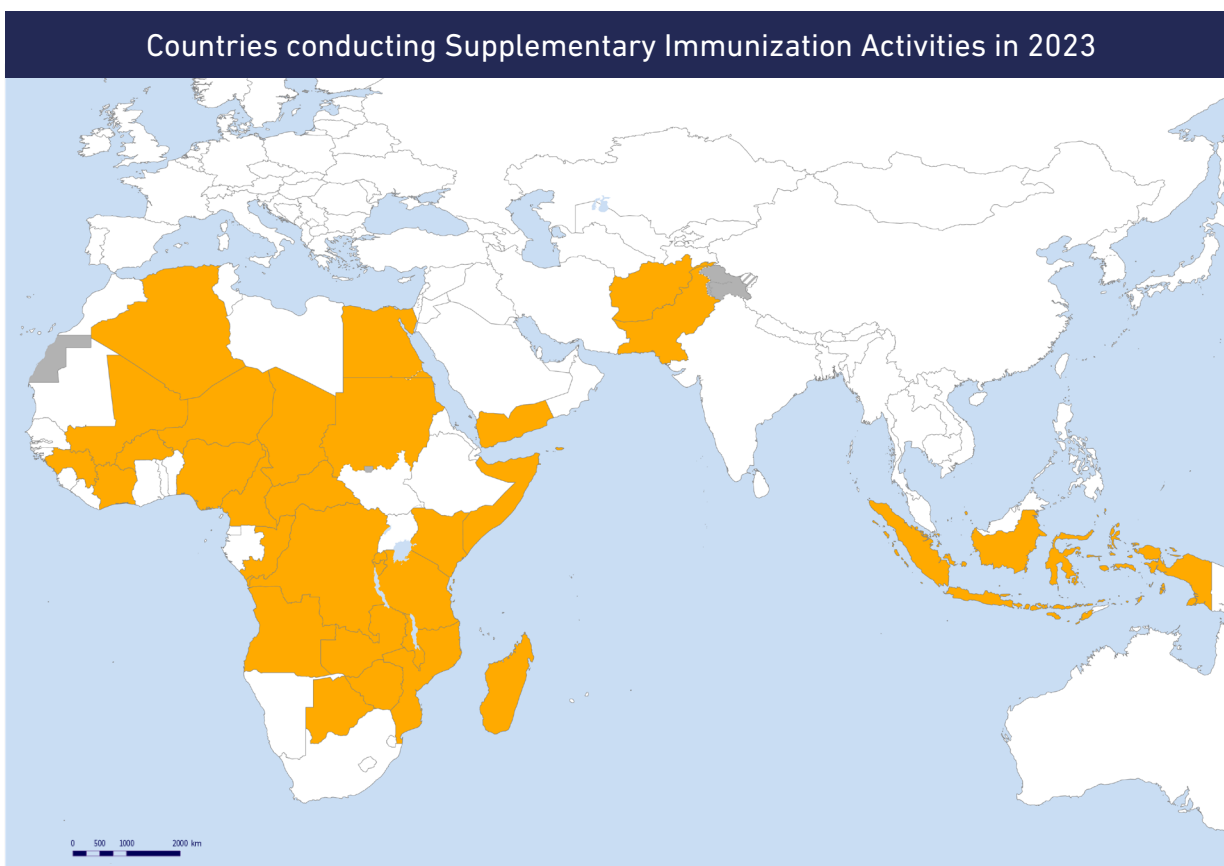 Countries conducting Supplementary Immunization Activities in 2023
0 500 1000 2000 km